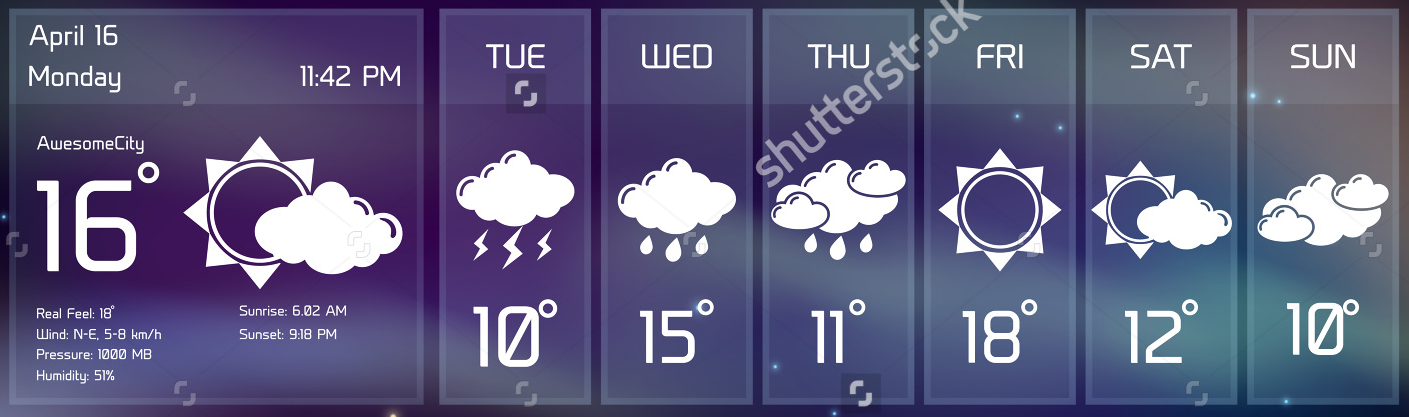 April 16
Monday
11:42 PM
AwesomeCity
16°
Real Feel: 18°
Wind: N-E, 5-8 km/h
Pressure: 1000 MB
Humidity: 51%
Sunrise: 6.02 AM
Sunset: 9:18 PM
TUE
10°
WED
15°
THU
11°
FRI
18°
SAT
12°
SUN
10°
shutterstock